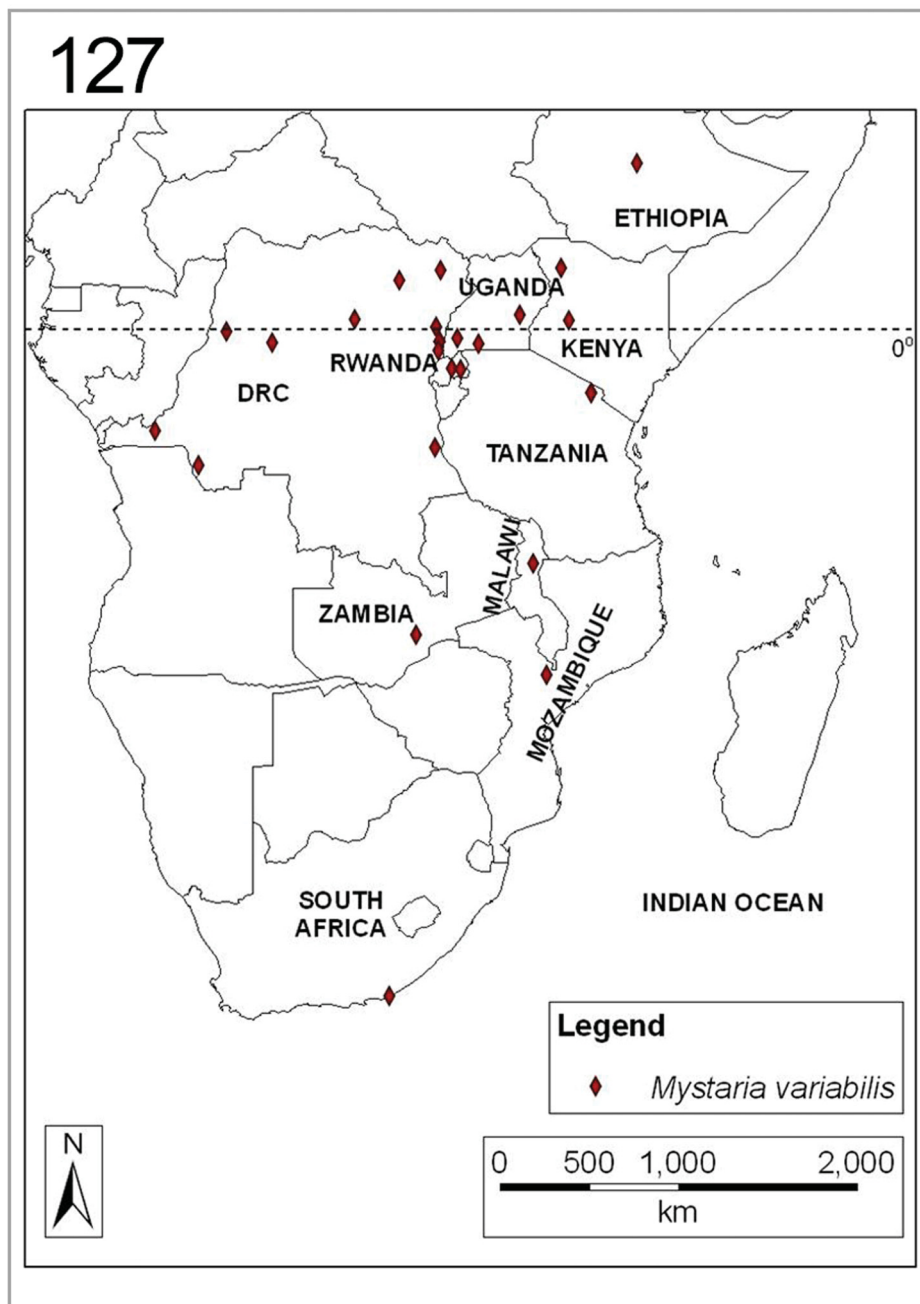 127
ETHIOPIA
UGANDA
KENYA
0°
RWANDA
DRC
TANZANIA
MALAWI
ZAMBIA
MOZAMBIQUE
SOUTH
AFRICA
INDIAN OCEAN
Legend
Mystaria variabilis
N
0 500 1,000 2,000
km